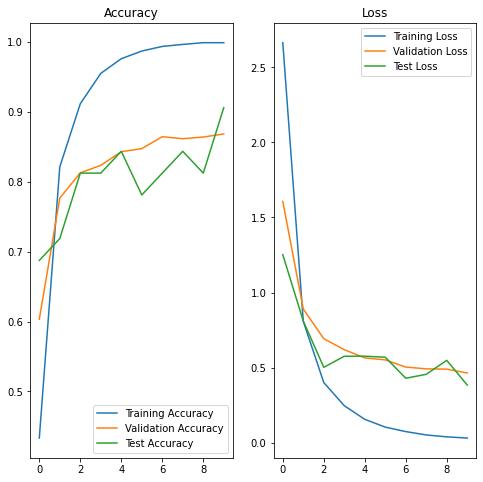 Accuracy
1.0
0.9
0.8
0.7
0.6
0.5
0 2 4 6 8
Training Accuracy
Validation Accuracy
Test Accuracy
Loss
2.5
2.0
1.5
1.0
0.5
0.0
0 2 4 6 8
Training Loss
Validation Loss
Test Loss